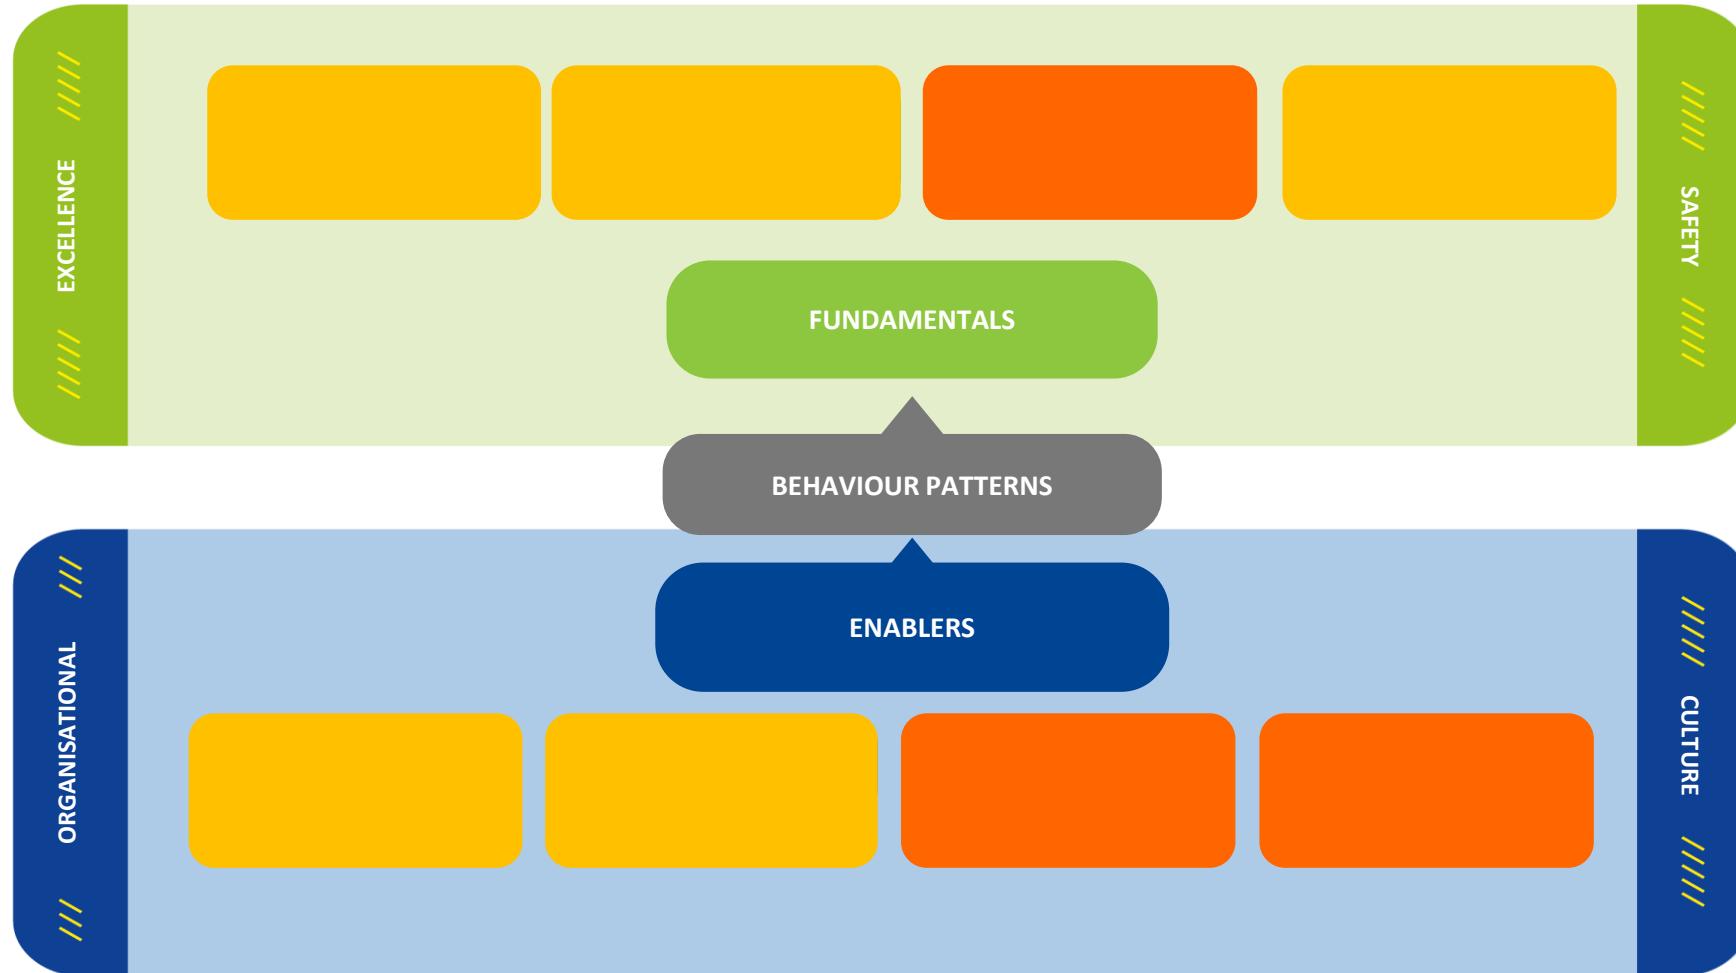 EXCELLENCE
SAFETY
FUNDAMENTALS
BEHAVIOUR PATTERNS
ENABLERS
ORGANISATIONAL
CULTURE